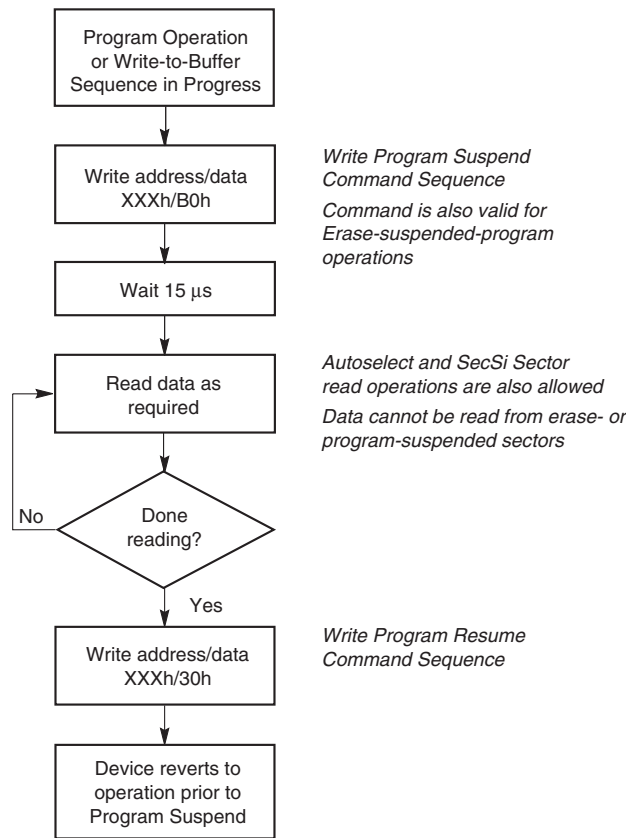 Program Operation
or Write-to-Buffer
Sequence in Progress
Write address/data
XXXh/B0h
Write Program Suspend
Command Sequence
Command is also valid for
Erase-suspended-program
operations
Wait 15 μs
Read data as
required
Autoselect and SecSi Sector
read operations are also allowed
Data cannot be read from erase- or
program-suspended sectors
No
Done
reading?
Yes
Write address/data
XXXh/30h
Write Program Resume
Command Sequence
Device reverts to
operation prior to
Program Suspend